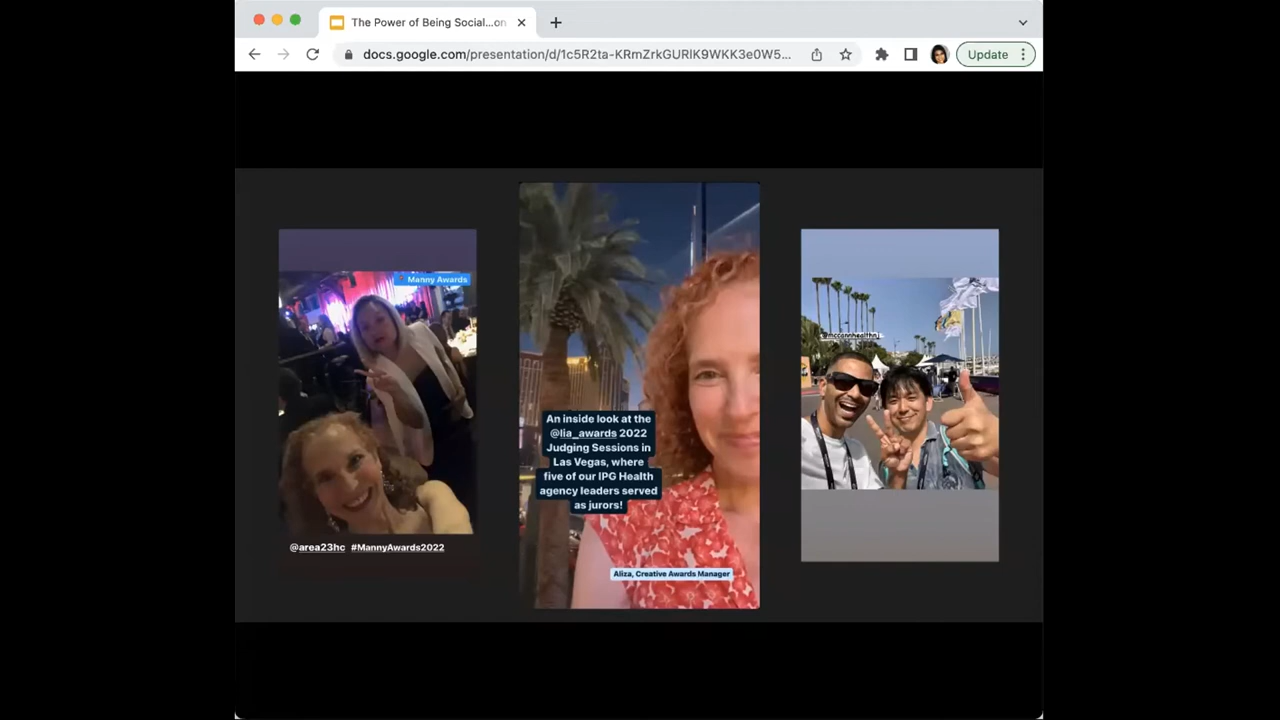 The Power of Being Social...on
docs.google.com/presentation/d/1c5R2ta-KRmZrkGURlK9WKK3e0W5...
Update
Manny Awards
@area23hc #MannyAwards2022
An inside look at the
@lia_awards 2022
Judging Sessions in
Las Vegas, where
five of our IPG Health
agency leaders served
as jurors!
Aliza, Creative Awards Manager
@mccannhealthnj